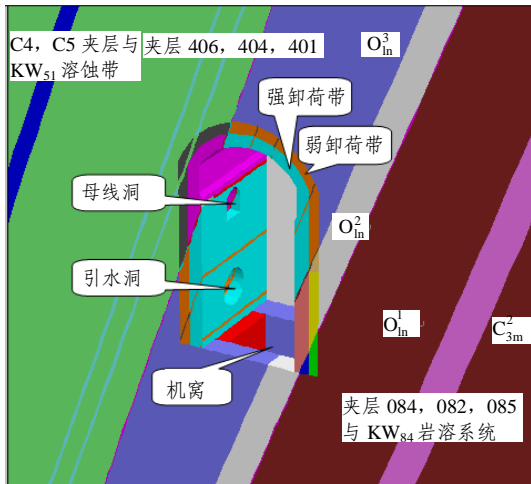 C4，C5 夹层与
KW₅₁ 溶蚀带
夹层 406，404，401
O³ₗₙ
强卸荷带
弱卸荷带
母线洞
O²ₗₙ
引水洞
O¹ₗₙ
C²₃ₘ
机窝
夹层 084，082，085
与 KW₈₄ 岩溶系统